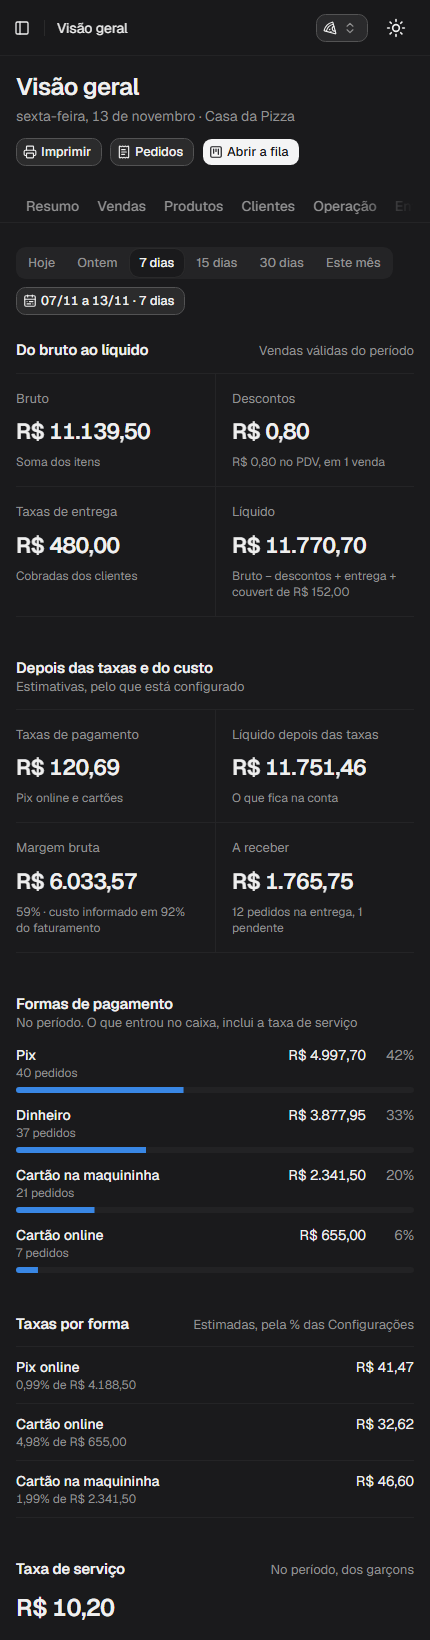 Visão geral
Visão geral
sexta-feira, 13 de novembro · Casa da Pizza
Imprimir
Pedidos
Abrir a fila
Resumo Vendas Produtos Clientes Operação En
Hoje Ontem 7 dias 15 dias 30 dias Este mês
07/11 a 13/11 · 7 dias
Do bruto ao líquido
Vendas válidas do período
Bruto
R$ 11.139,50
Soma dos itens
Descontos
R$ 0,80
R$ 0,80 no PDV, em 1 venda
Taxas de entrega
R$ 480,00
Cobradas dos clientes
Líquido
R$ 11.770,70
Bruto − descontos + entrega +
couvert de R$ 152,00
Depois das taxas e do custo
Estimativas, pelo que está configurado
Taxas de pagamento
R$ 120,69
Pix online e cartões
Líquido depois das taxas
R$ 11.751,46
O que fica na conta
Margem bruta
R$ 6.033,57
59% · custo informado em 92%
do faturamento
A receber
R$ 1.765,75
12 pedidos na entrega, 1
pendente
Formas de pagamento
No período. O que entrou no caixa, inclui a taxa de serviço
Pix R$ 4.997,70 42%
40 pedidos
Dinheiro R$ 3.877,95 33%
37 pedidos
Cartão na maquininha R$ 2.341,50 20%
21 pedidos
Cartão online R$ 655,00 6%
7 pedidos
Taxas por forma
Estimadas, pela % das Configurações
Pix online R$ 41,47
0,99% de R$ 4.188,50
Cartão online R$ 32,62
4,98% de R$ 655,00
Cartão na maquininha R$ 46,60
1,99% de R$ 2.341,50
Taxa de serviço
No período, dos garçons
R$ 10,20